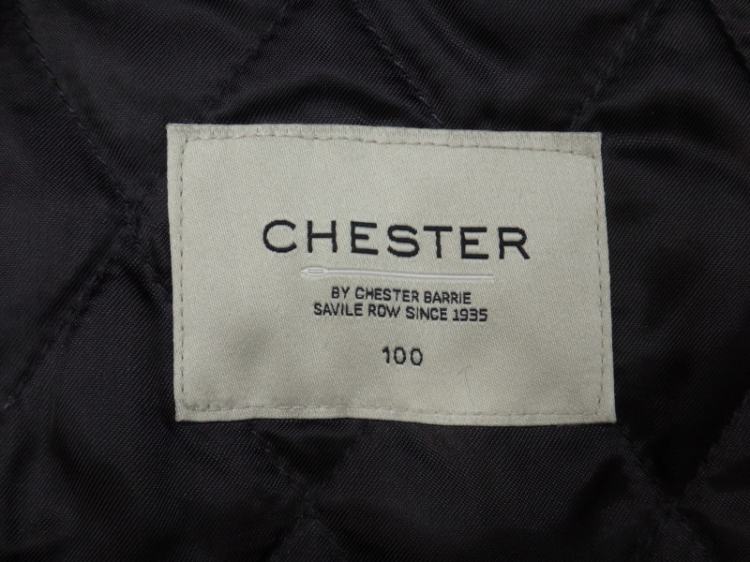 CHESTER
BY CHESTER BARRIE
SAVILE ROW SINCE 1935
100